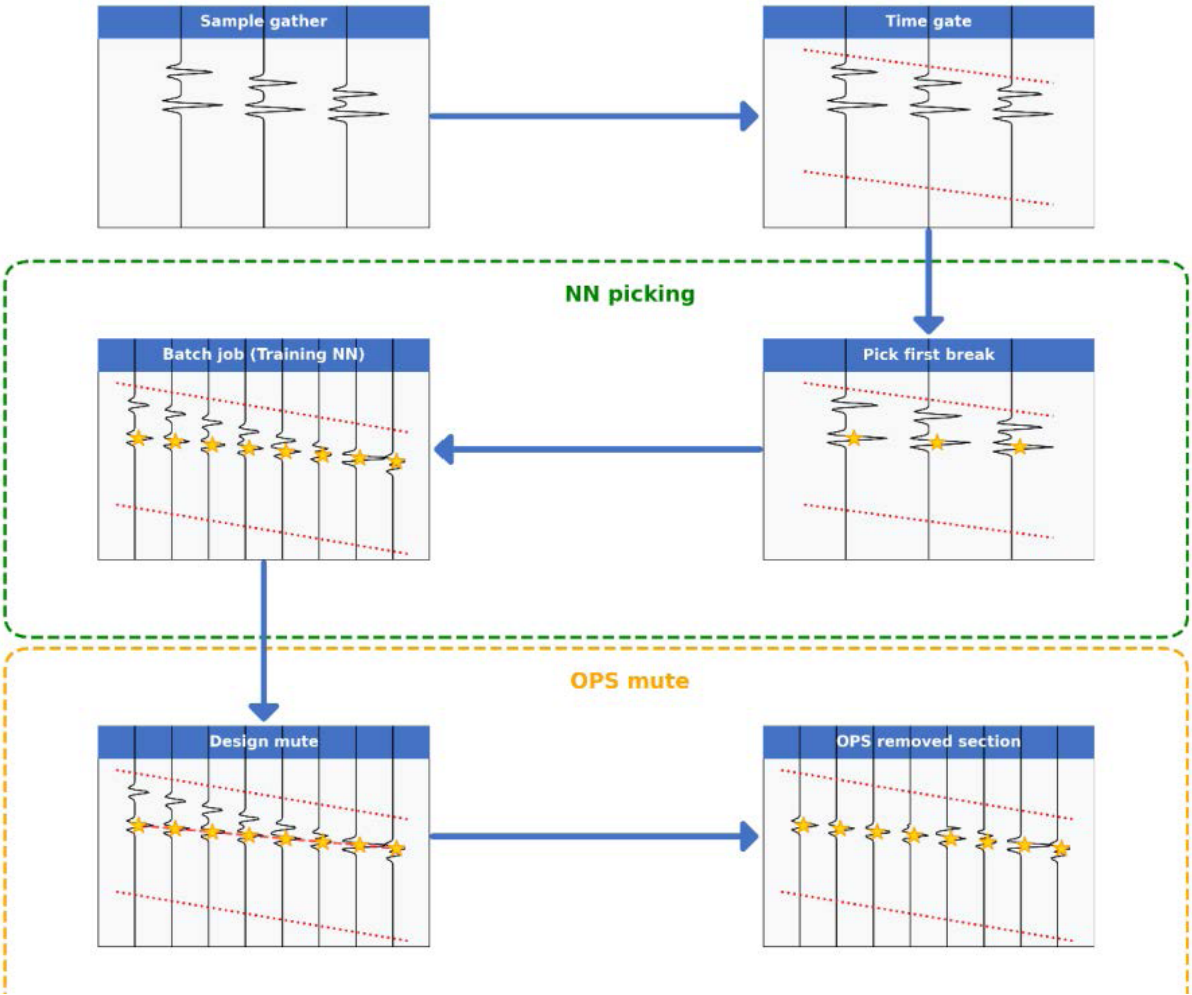 Sample gather
Time gate
NN picking
Batch job (Training NN)
Pick first break
OPS mute
Design mute
OPS removed section